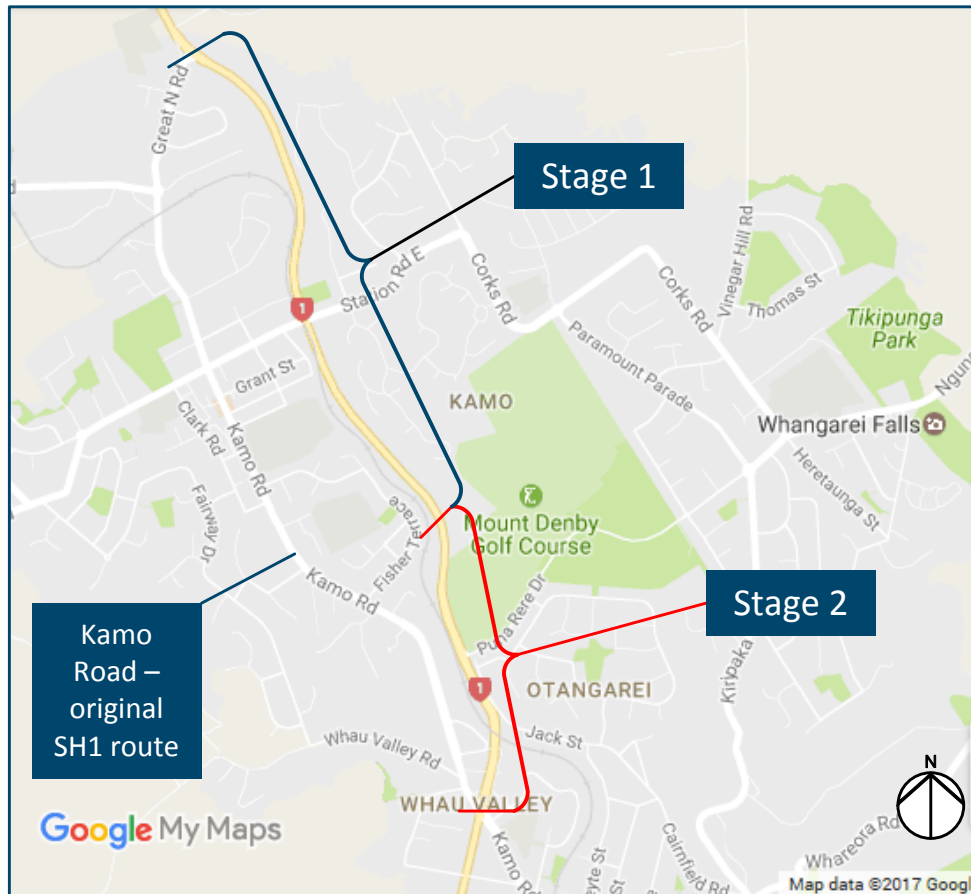 Great N Rd
Stage 1
Station Rd E
Corks Rd
Corks Rd
Vinegar Hill Rd
Thomas St
Tikipunga
Park
1
Paramount Parade
Grant St
KAMO
Clark Rd
Kamo Rd
Whangarei Falls
Heretaunga St
Fairway Dr
Fisher Terrace
Mount Denby
Golf Course
Kamo Rd
Puna Rere Dr
Stage 2
Kamo
Road –
original
SH1 route
1
OTANGAREI
Kiripaka
Jack St
Whau Valley Rd
WHAU VALLEY
Kamo Rd
Cairnfield Rd
Whareora Rd
N
Google My Maps
Map data ©2017 Googl